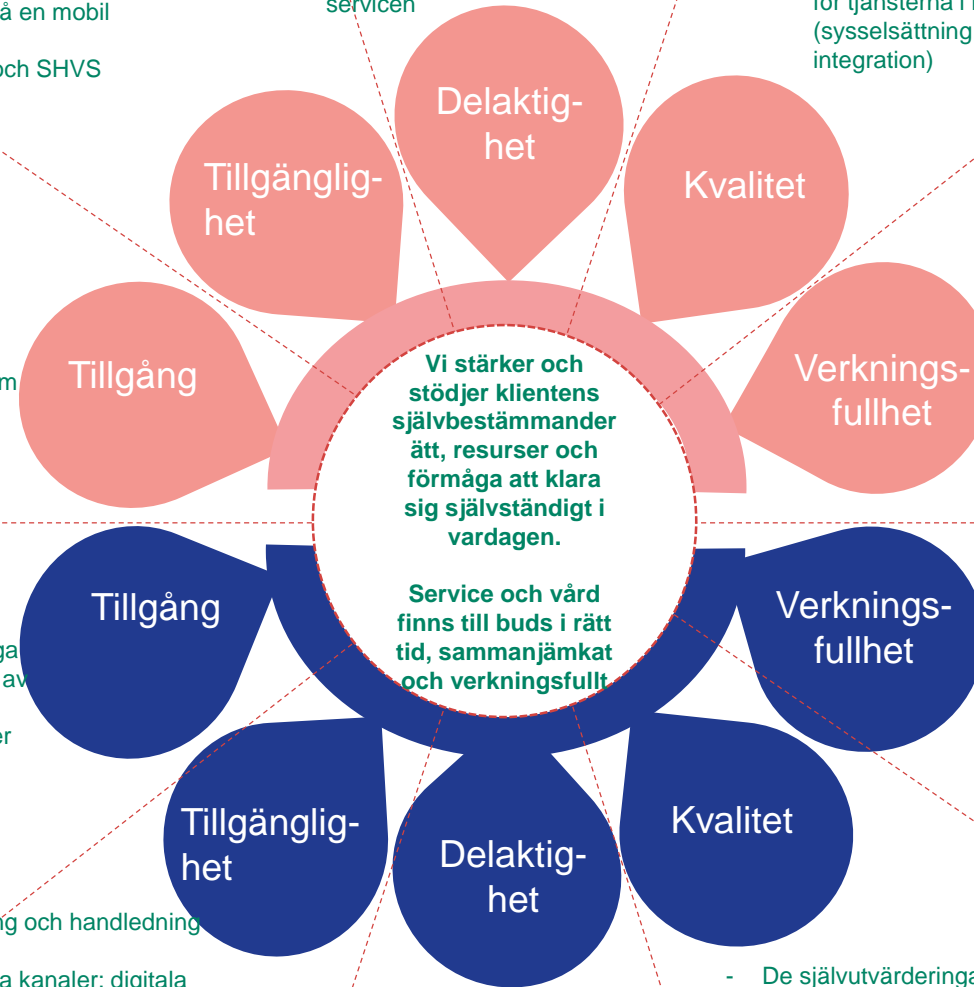 å en mobil
och SHVS
servicen
för tjänsterna i
(sysselsättning
integration)
Delaktig-
het
Tillgänglig-
het
Kvalitet
Tillgång
Verknings-
fullhet
m
Vi stärker och
stödjer klientens
självbestämmander
ätt, resurser och
förmåga att klara
sig självständigt i
vardagen.
Service och vård
finns till buds i rätt
tid, sammanjämkat
och verkningsfullt
Tillgång
Verknings-
fullhet
ga
av
er
Tillgänglig-
het
Delaktig-
het
Kvalitet
ng och handledning
a kanaler: digitala
- De självutvärderinga